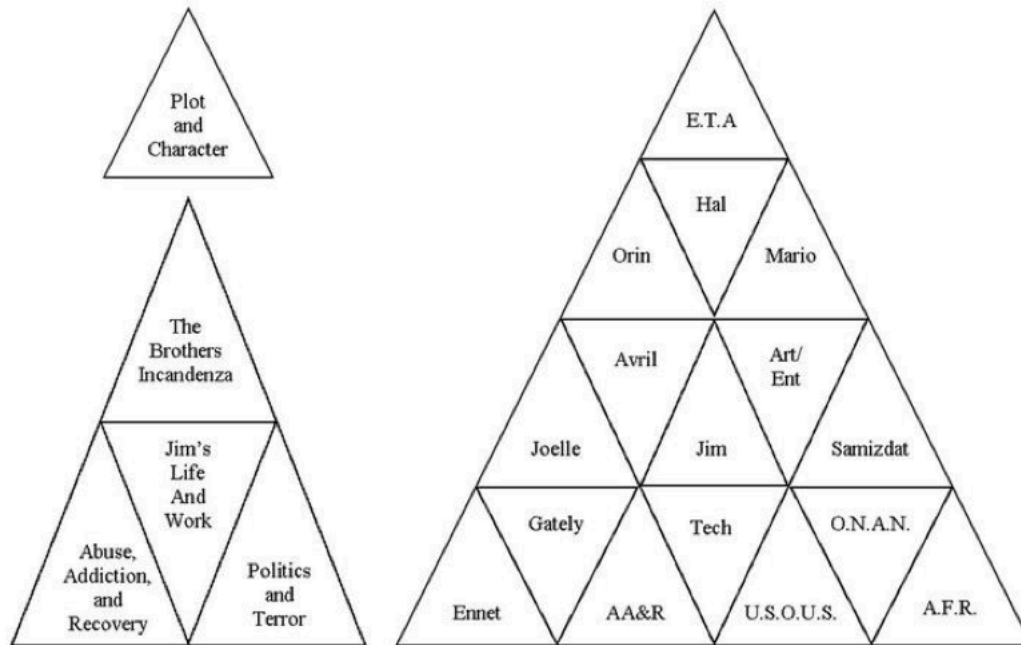 Plot
and
Character
The
Brothers
Incandenza
Jim's
Life
And
Work
Abuse,
Addiction,
and
Recovery
Politics
and
Terror
E.T.A
Hal
Orin
Mario
Avril
Art/
Ent
Joelle
Jim
Samizdat
Gately
Tech
O.N.A.N.
Ennet
AA&R
U.S.O.U.S.
A.F.R.